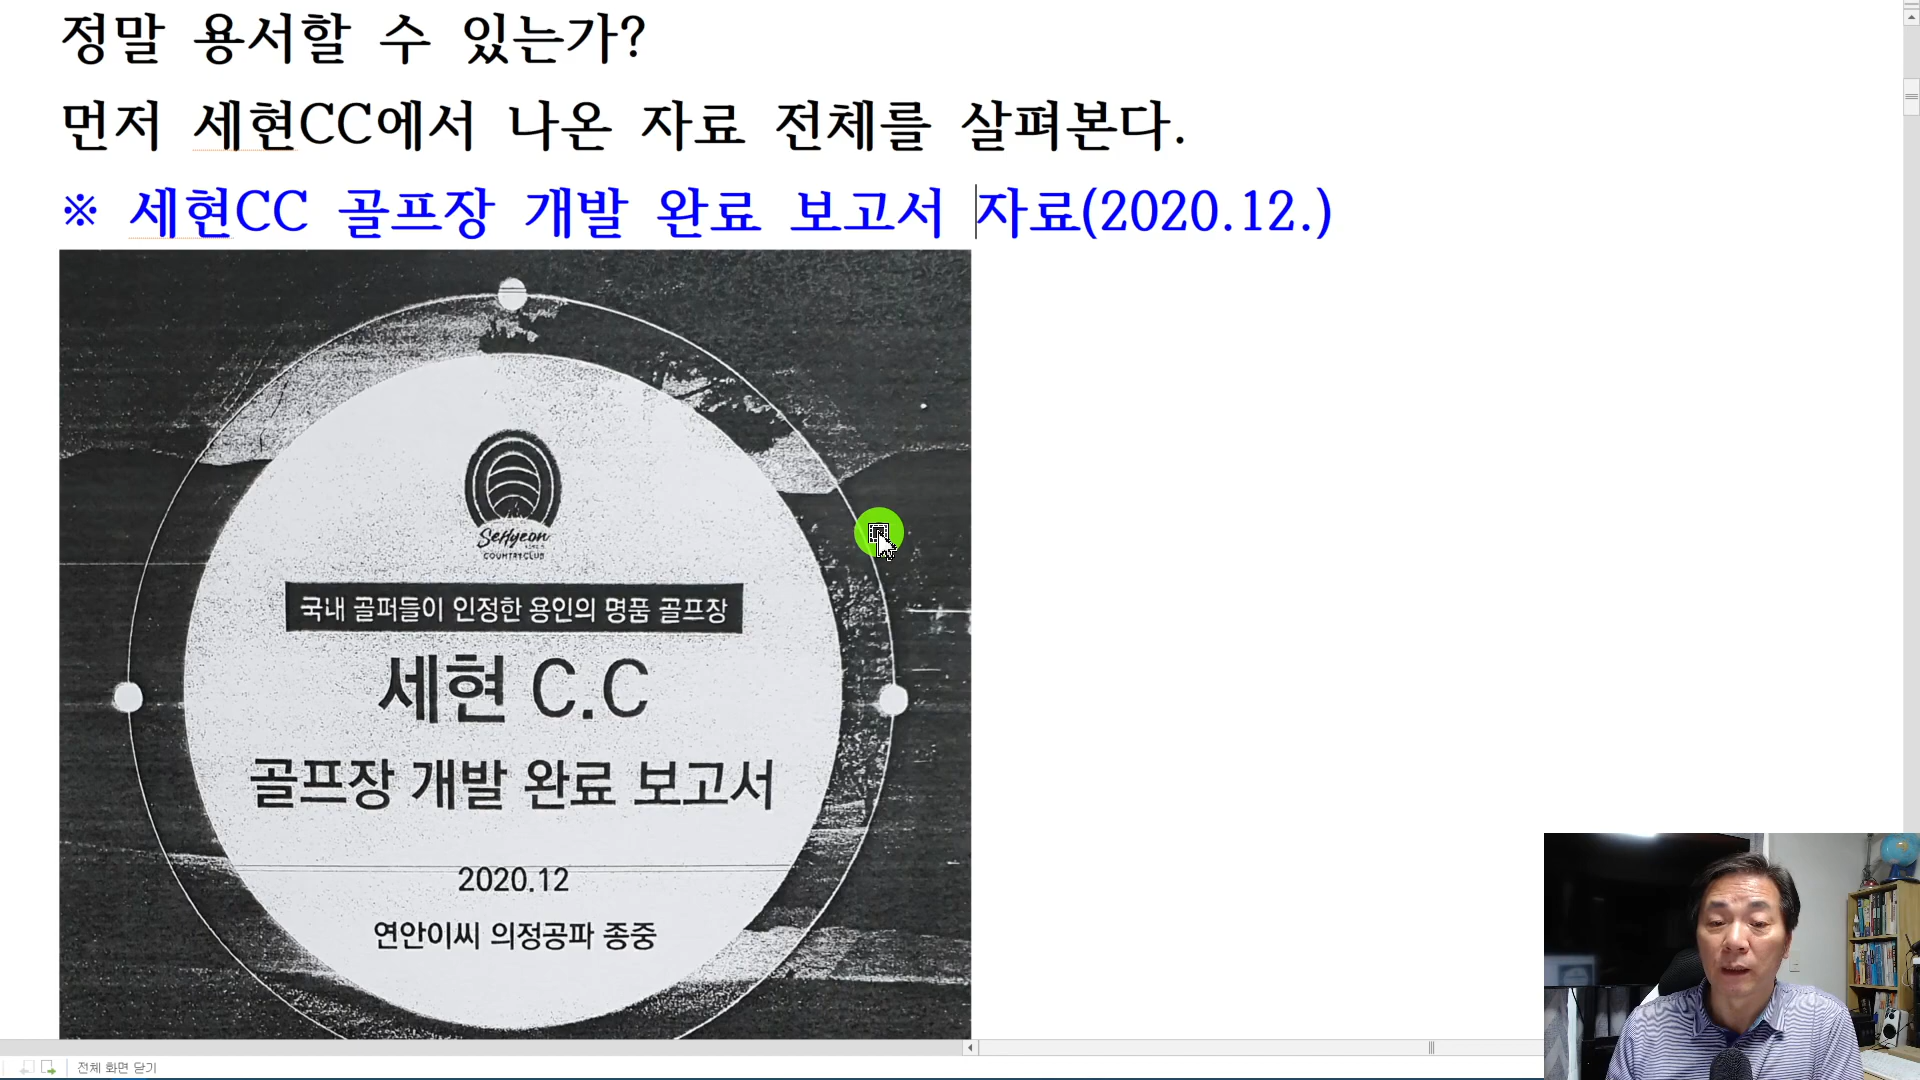 정말 용서할 수 있는가?
먼저 세현CC에서 나온 자료 전체를 살펴본다.
※ 세현CC 골프장 개발 완료 보고서 자료(2020.12.)
SeHyeon
COUNTRY CLUB
국내 골퍼들이 인정한 용인의 명품 골프장
세현 C.C
골프장 개발 완료 보고서
2020.12
연안이씨 의정공파 종중
전체 화면 닫기